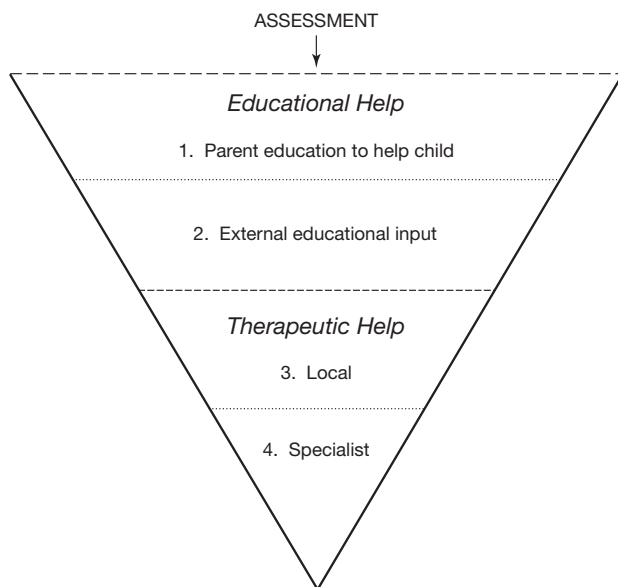 ASSESSMENT
Educational Help
1. Parent education to help child
2. External educational input
Therapeutic Help
3. Local
4. Specialist